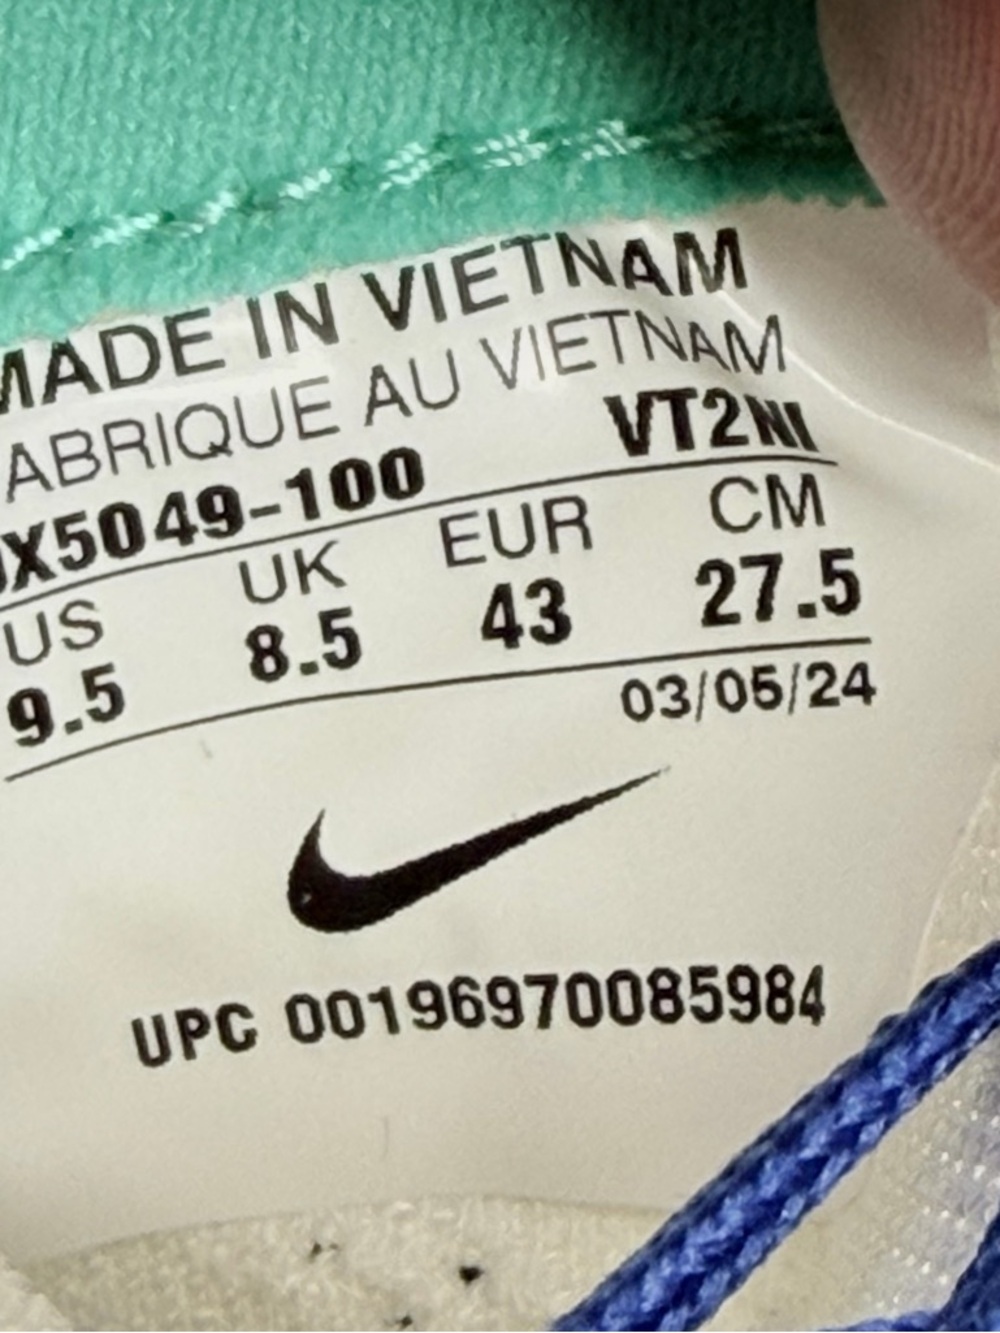 MADE IN VIETNAM
ABRIQUE AU VIETNAM
VT2NI
X5049-100
US UK EUR CM
9.5 8.5 43 27.5
03/05/24
UPC 00196970085984